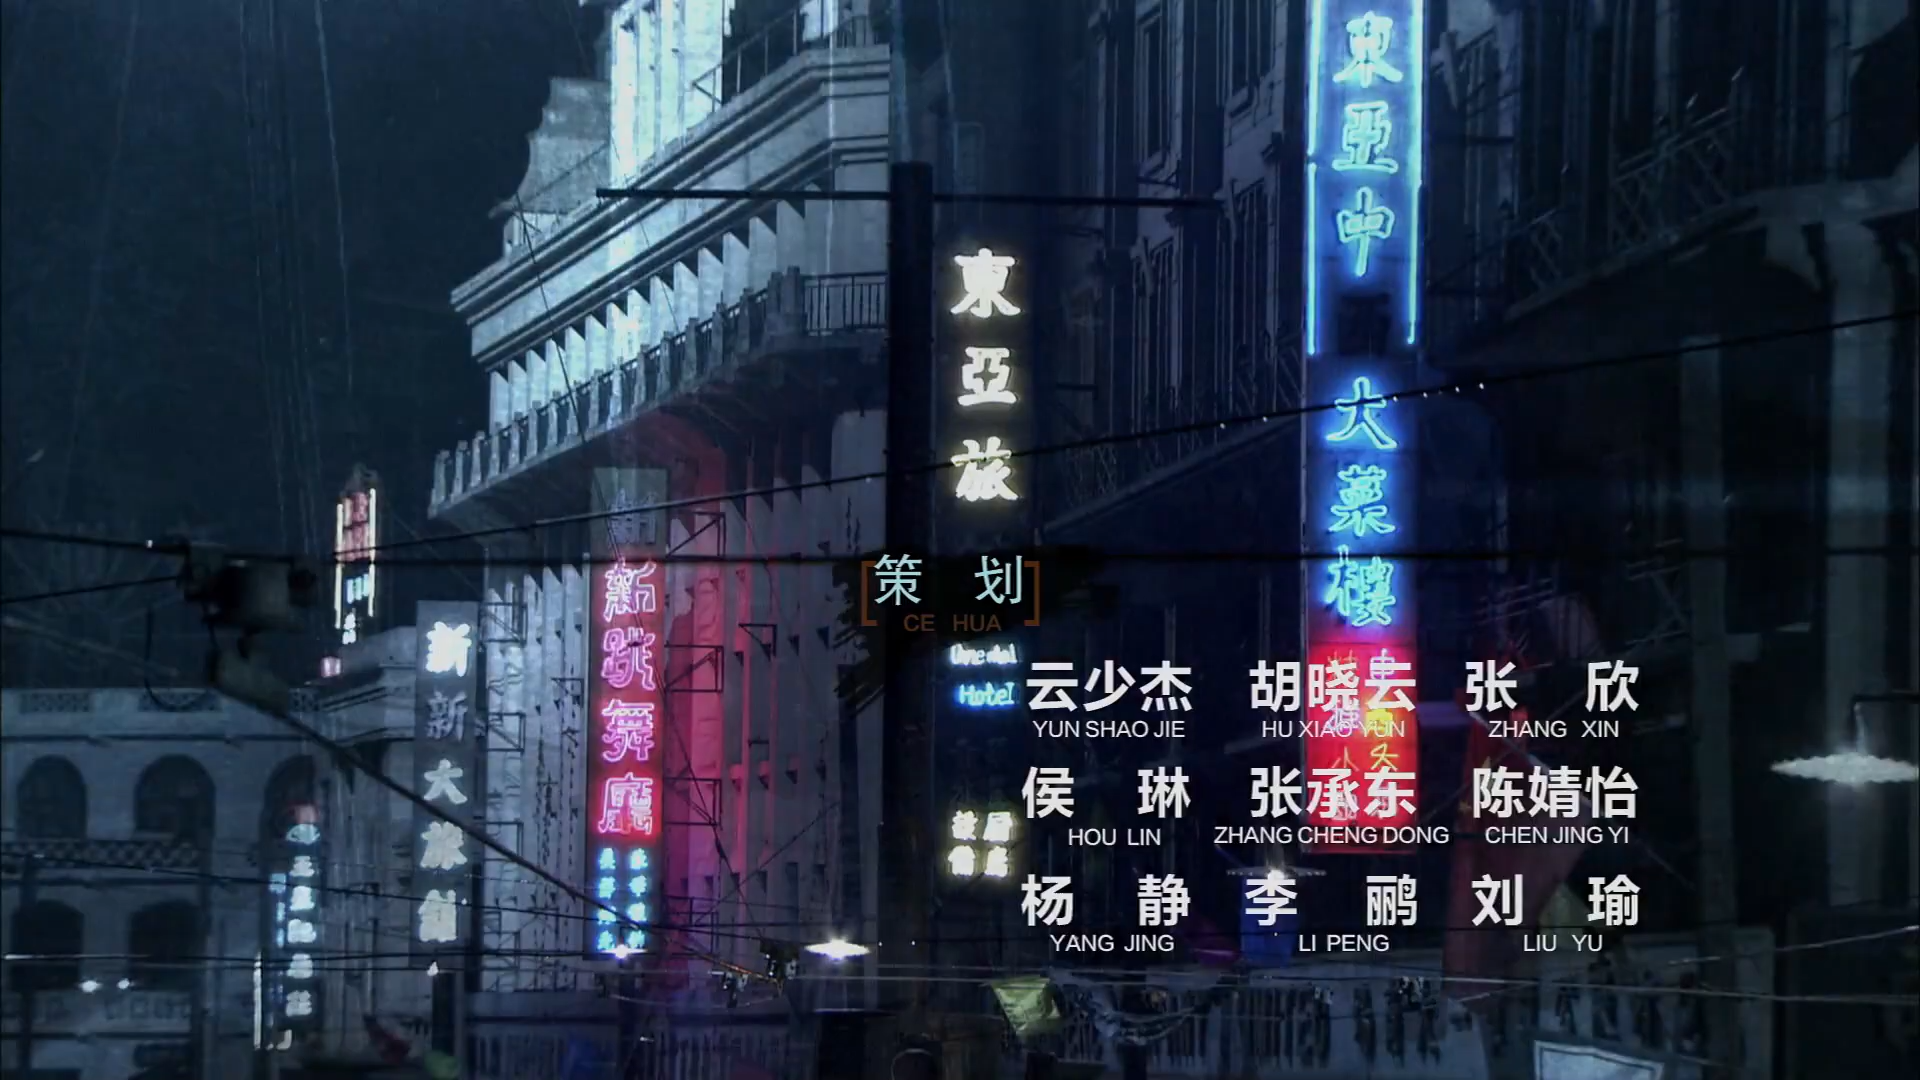 東亞中
大菜樓
東亞旅
新跳舞廳
新新大旅館
Hotel
策 划
CE HUA
云少杰 胡晓云 张 欣
YUN SHAO JIE HU XIAO YUN ZHANG XIN
侯 琳 张承东 陈婧怡
HOU LIN ZHANG CHENG DONG CHEN JING YI
杨 静 李 鹂 刘 瑜
YANG JING LI PENG LIU YU